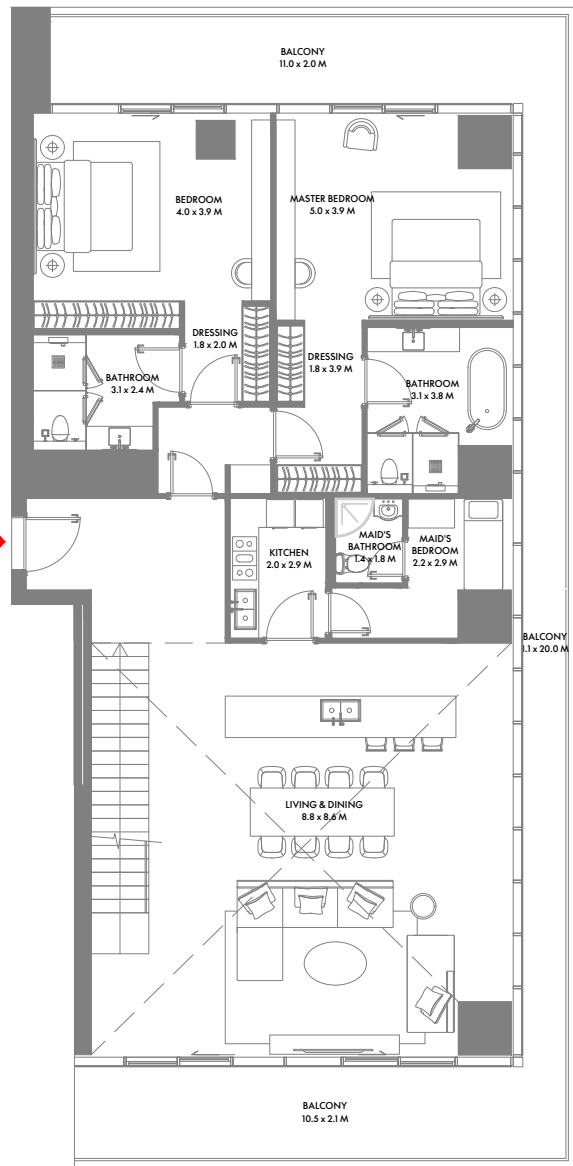 BALCONY
11.0 x 2.0 M
BEDROOM
4.0 x 3.9 M
MASTER BEDROOM
5.0 x 3.9 M
DRESSING
1.8 x 2.0 M
DRESSING
1.8 x 3.9 M
BATHROOM
3.1 x 2.4 M
BATHROOM
3.1 x 3.8 M
KITCHEN
2.0 x 2.9 M
MAID'S
BATHROOM
1.4 x 1.8 M
MAID'S
BEDROOM
2.2 x 2.9 M
BALCONY
1.1 x 20.0 M
LIVING & DINING
8.8 x 8.6 M
BALCONY
10.5 x 2.1 M